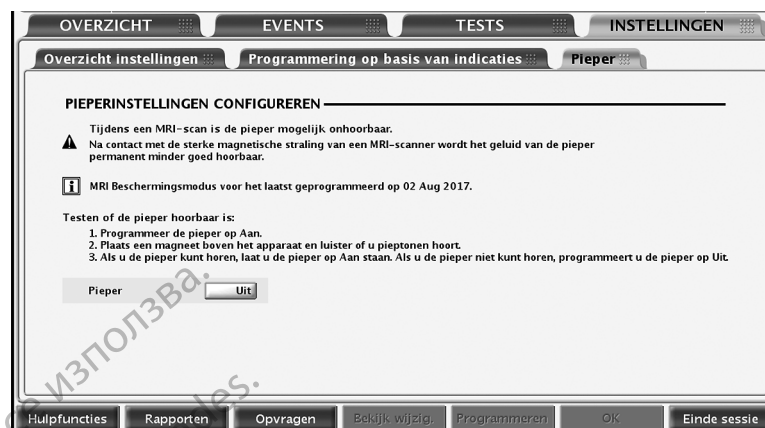 OVERZICHT EVENTS TESTS INSTELLINGEN
Overzicht instellingen Programmering op basis van indicaties Pieper
PIEPERINSTELLINGEN CONFIGUREREN
Tijdens een MRI-scan is de pieper mogelijk onhoorbaar.
Na contact met de sterke magnetische straling van een MRI-scanner wordt het geluid van de pieper
permanent minder goed hoorbaar.
MRI Beschermingsmodus voor het laatst geprogrammeerd op 02 Aug 2017.
Testen of de pieper hoorbaar is:
1. Programmeer de pieper op Aan.
2. Plaats een magneet boven het apparaat en luister of u pieptonen hoort.
3. Als u de pieper kunt horen, laat u de pieper op Aan staan. Als u de pieper niet kunt horen, programmeert u de pieper op Uit.
Pieper Uit
се използва.
Hulpfuncties Rapporten Opvragen Bekijk wijzig. Programmeren OK Einde sessie